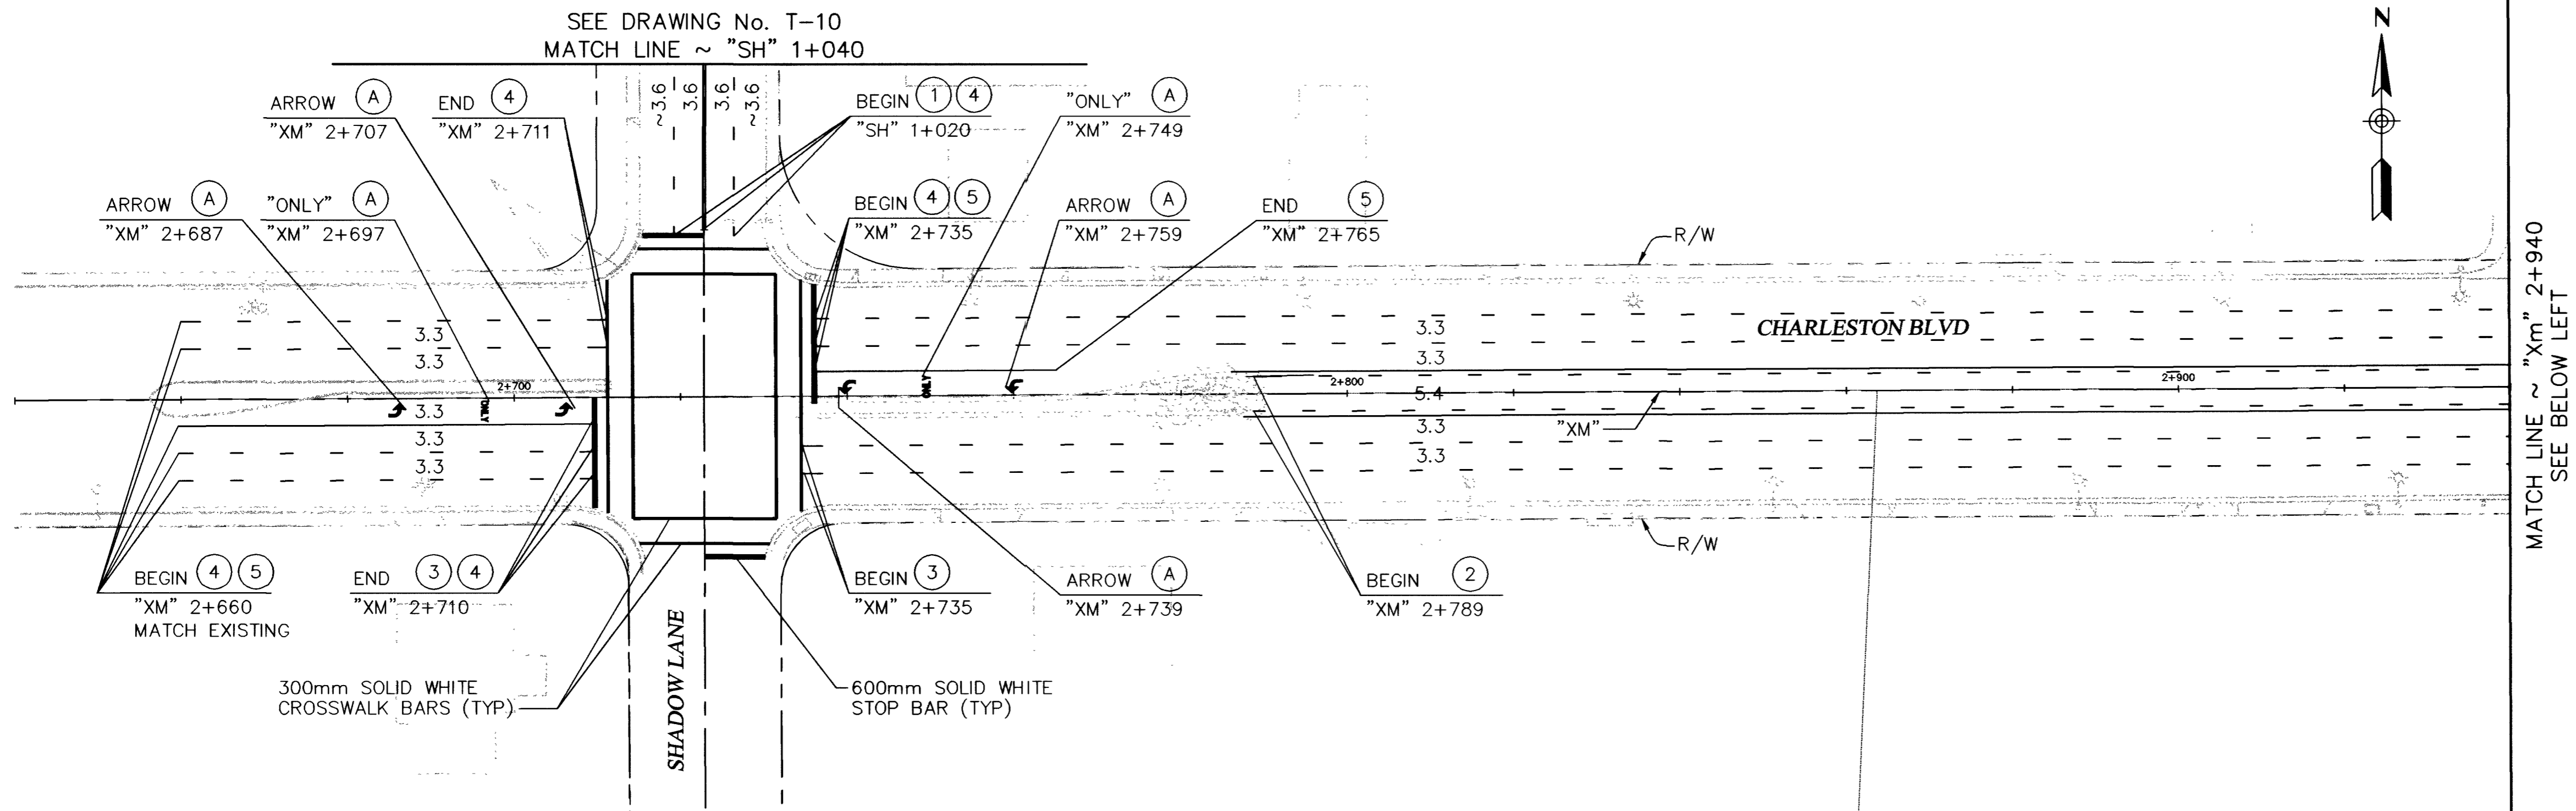 SEE DRAWING No. T-10
MATCH LINE ~ "SH" 1+040
N
ARROW A
"XM" 2+707
END 4
"XM" 2+711
~3.6
3.6
3.6
~3.6
BEGIN 1 4
"SH" 1+020
"ONLY" A
"XM" 2+749
ARROW A
"XM" 2+687
"ONLY" A
"XM" 2+697
BEGIN 4 5
"XM" 2+735
ARROW A
"XM" 2+759
END 5
"XM" 2+765
R/W
MATCH LINE ~ "Xm" 2+940
SEE BELOW LEFT
3.3
3.3
3.3
3.3
CHARLESTON BLVD
2+700
ONLY
2+800
2+900
5.4
3.3
ONLY
3.3
3.3
3.3
3.3
"XM"
R/W
BEGIN 4 5
"XM" 2+660
MATCH EXISTING
END 3 4
"XM" 2+710
BEGIN 3
"XM" 2+735
ARROW A
"XM" 2+739
BEGIN 2
"XM" 2+789
SHADOW LANE
300mm SOLID WHITE
CROSSWALK BARS (TYP)
600mm SOLID WHITE
STOP BAR (TYP)